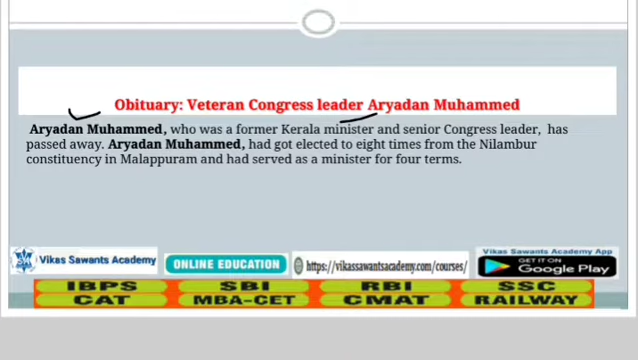 Obituary: Veteran Congress leader Aryadan Muhammed
Aryadan Muhammed, who was a former Kerala minister and senior Congress leader, has
passed away. Aryadan Muhammed, had got elected to eight times from the Nilambur
constituency in Malappuram and had served as a minister for four terms.
Vikas Sawants Academy
ONLINE EDUCATION
https://vikassawantsacademy.com/courses/
Vikas Sawants Academy App
GET IT ON
Google Play
IBPS SBI RBI SSC
CAT MBA-CET CMAT RAILWAY